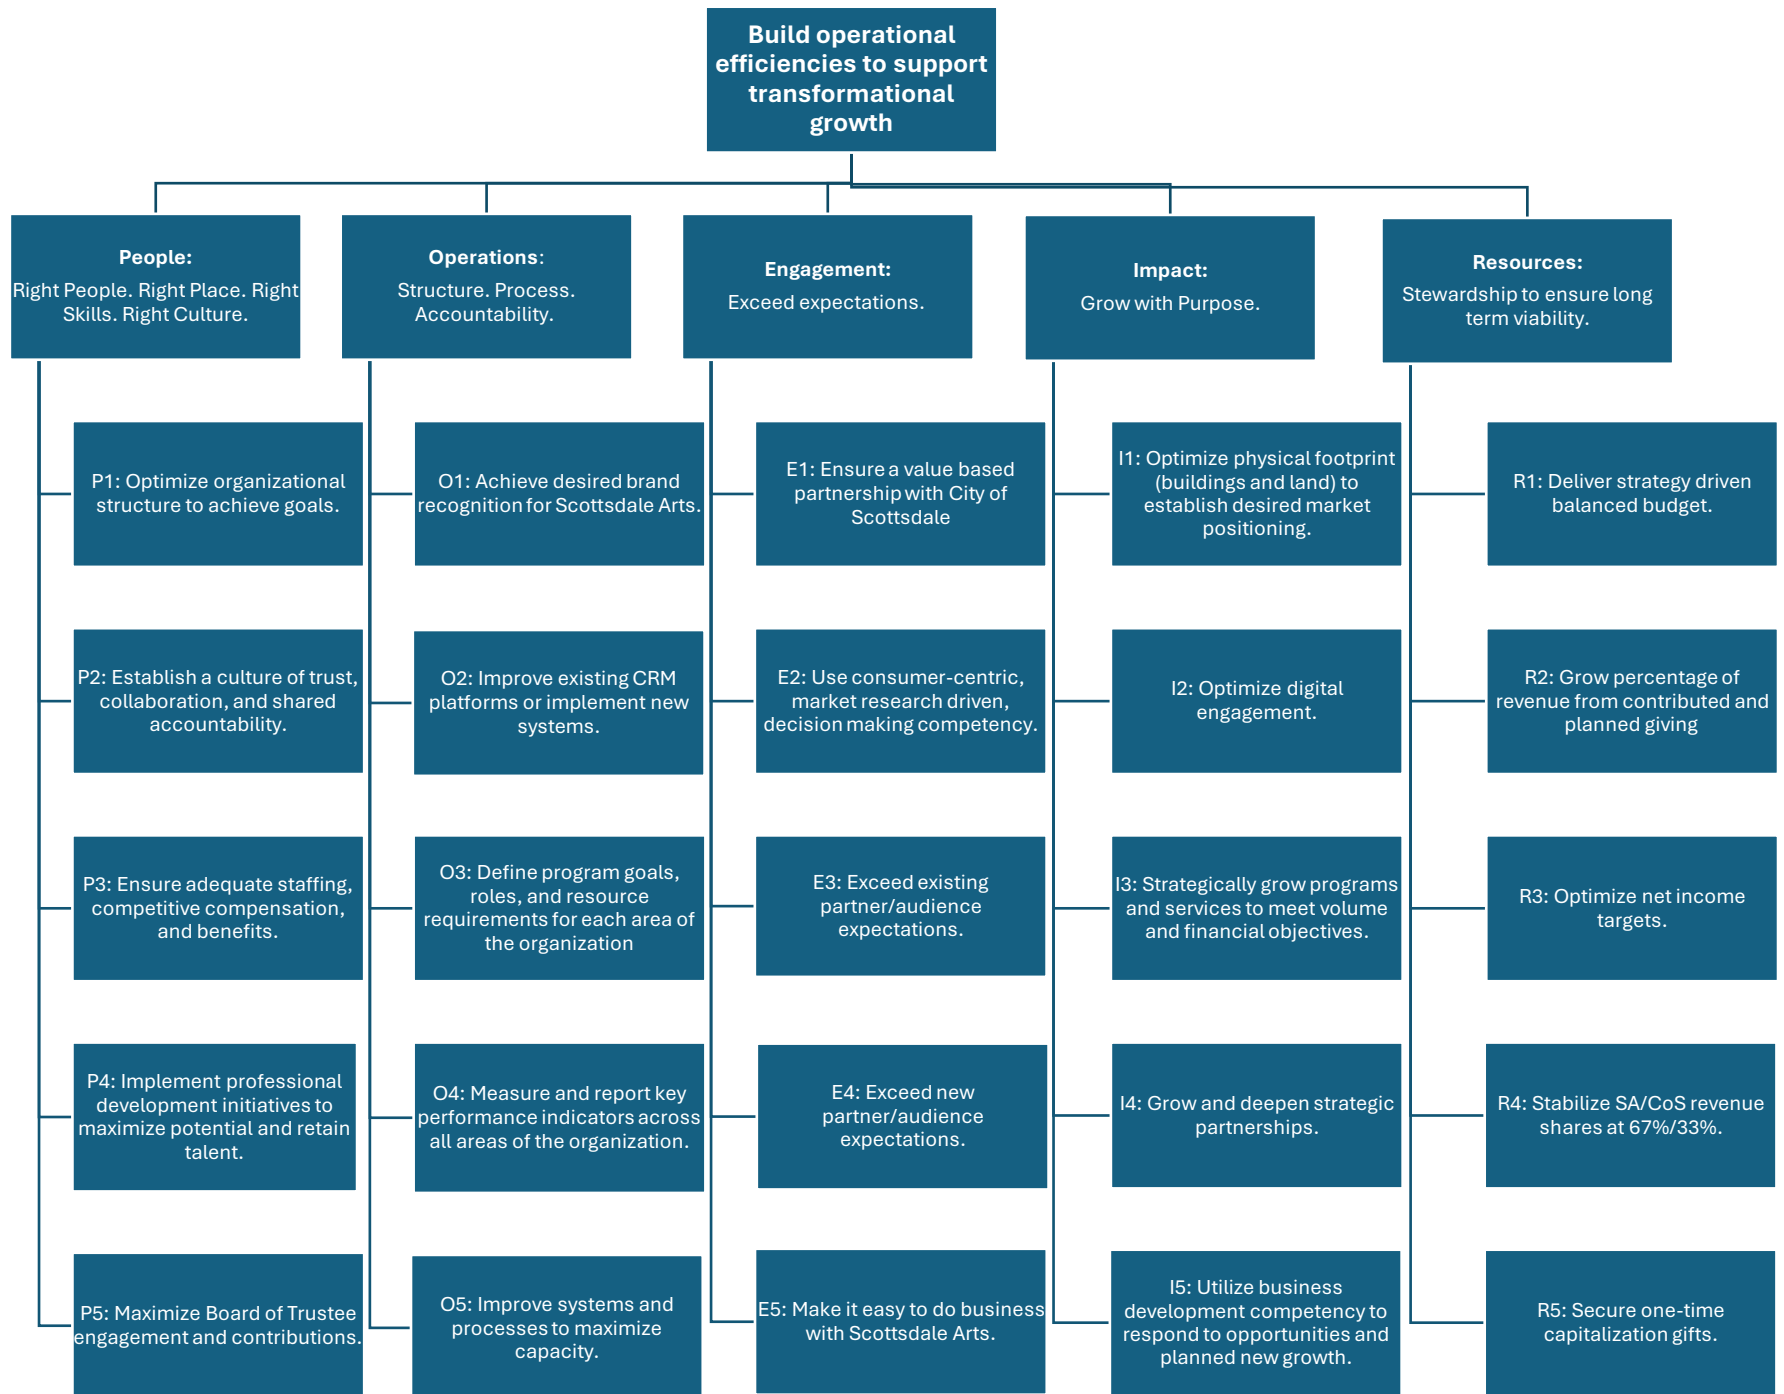 Build operational
efficiencies to support
transformational
growth
People:
Right People. Right Place. Right
Skills. Right Culture.
Operations:
Structure. Process.
Accountability.
Engagement:
Exceed expectations.
Impact:
Grow with Purpose.
Resources:
Stewardship to ensure long
term viability.
P1: Optimize organizational
structure to achieve goals.
O1: Achieve desired brand
recognition for Scottsdale Arts.
E1: Ensure a value based
partnership with City of
Scottsdale
I1: Optimize physical footprint
(buildings and land) to
establish desired market
positioning.
R1: Deliver strategy driven
balanced budget.
P2: Establish a culture of trust,
collaboration, and shared
accountability.
O2: Improve existing CRM
platforms or implement new
systems.
E2: Use consumer-centric,
market research driven,
decision making competency.
I2: Optimize digital
engagement.
R2: Grow percentage of
revenue from contributed and
planned giving
P3: Ensure adequate staffing,
competitive compensation,
and benefits.
O3: Define program goals,
roles, and resource
requirements for each area of
the organization
E3: Exceed existing
partner/audience
expectations.
I3: Strategically grow programs
and services to meet volume
and financial objectives.
R3: Optimize net income
targets.
P4: Implement professional
development initiatives to
maximize potential and retain
talent.
O4: Measure and report key
performance indicators across
all areas of the organization.
E4: Exceed new
partner/audience
expectations.
I4: Grow and deepen strategic
partnerships.
R4: Stabilize SA/CoS revenue
shares at 67%/33%.
P5: Maximize Board of Trustee
engagement and contributions.
O5: Improve systems and
processes to maximize
capacity.
E5: Make it easy to do business
with Scottsdale Arts.
I5: Utilize business
development competency to
respond to opportunities and
planned new growth.
R5: Secure one-time
capitalization gifts.